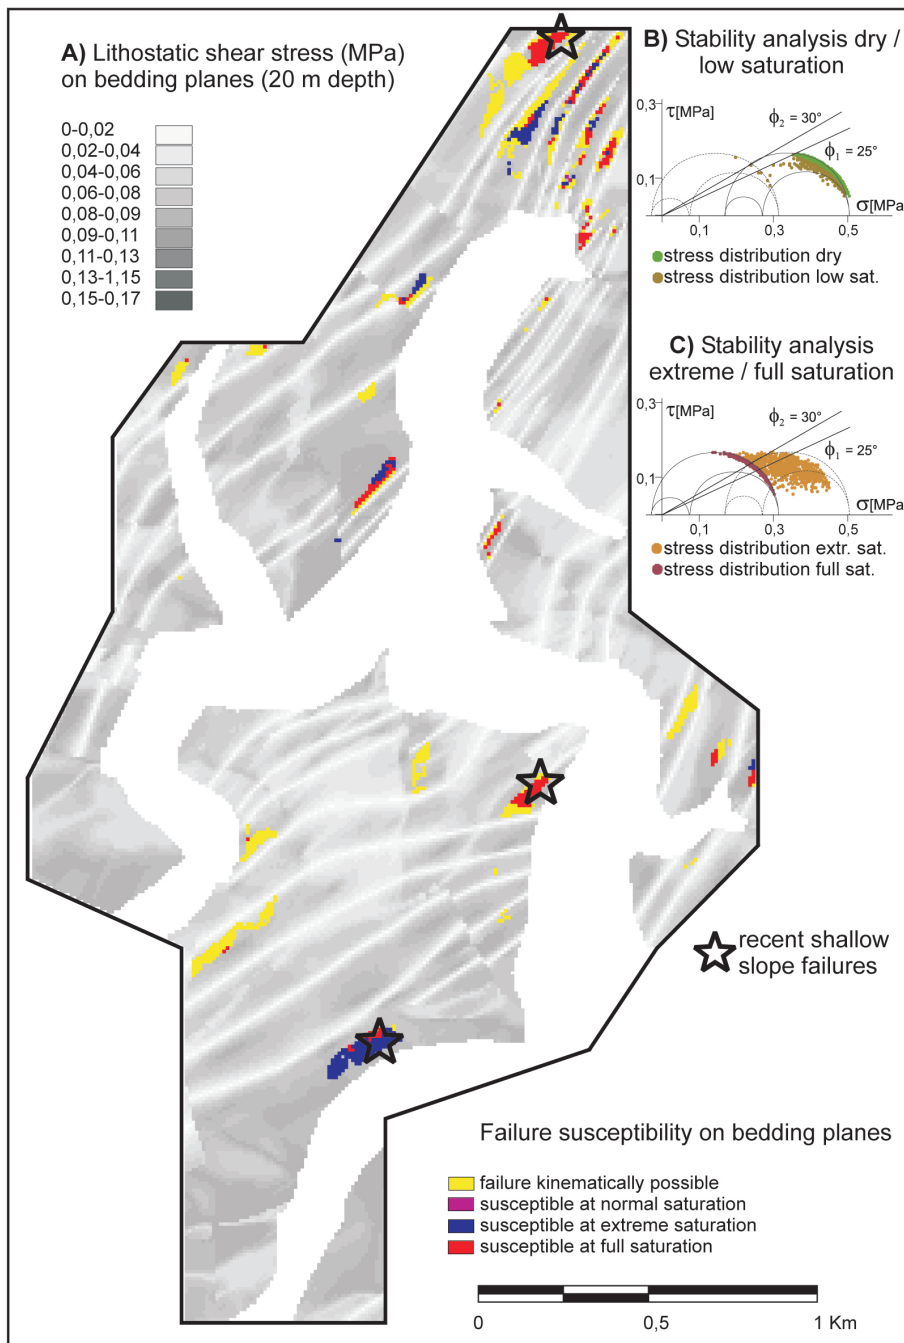 A) Lithostatic shear stress (MPa)
on bedding planes (20 m depth)
0-0,02
0,02-0,04
0,04-0,06
0,06-0,08
0,08-0,09
0,09-0,11
0,11-0,13
0,13-1,15
0,15-0,17
B) Stability analysis dry /
low saturation
0,3
τ[MPa]
ϕ2 = 30°
ϕ1 = 25°
0,1
σ[MPa]
0,1
0,3
0,5
stress distribution dry
stress distribution low sat.
C) Stability analysis
extreme / full saturation
0,3
τ[MPa]
ϕ2 = 30°
ϕ1 = 25°
0,1
σ[MPa]
0,1
0,3
0,5
stress distribution extr. sat.
stress distribution full sat.
recent shallow
slope failures
Failure susceptibility on bedding planes
failure kinematically possible
susceptible at normal saturation
susceptible at extreme saturation
susceptible at full saturation
0
0,5
1 Km